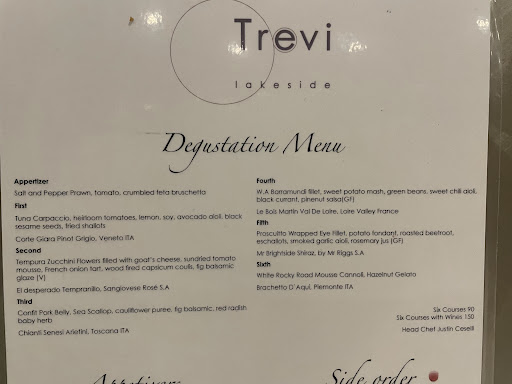 Trevi
lakeside
Degustation Menu
Appertizer
Salt and Pepper Prawn, tomato, crumbled feta bruschetta
First
Tuna Carpaccio, heirloom tomatoes, lemon, soy, avocado aioli, black
sesame seeds, fried shallots
Corte Giara Pinot Grigio, Veneto ITA
Second
Tempura Zucchini Flowers filled with goat's cheese, sundried tomato
mousse, French onion tart, wood fired capsicum coulis, fig balsamic
glaze (V)
El desperado Tempranillo, Sangiovese Rose S.A
Third
Confit Pork Belly, Sea Scallop, cauliflower puree, fig balsamic, red radish
baby herb
Chianti Senesi Arietini, Toscana ITA
Fourth
W.A Barramundi fillet, sweet potato mash, green beans, sweet chili aioli,
black currant, pinenut salsa(GF)
Le Bois Martin Val De Loire, Loire Valley France
Fifth
Proscuitto Wrapped Eye Fillet, potato fondant, roasted beetroot,
eschallots, smoked garlic aioli, rosemary jus (GF)
Mr Brightside Shiraz, by Mr Riggs S.A
Sixth
White Rocky Road Mousse Cannoli, Hazelnut Gelato
Brachetto D'Aqui, Piemonte ITA
Six Courses 90
Six Courses with Wines 150
Head Chef Justin Ceselli
Appetisers
Side order